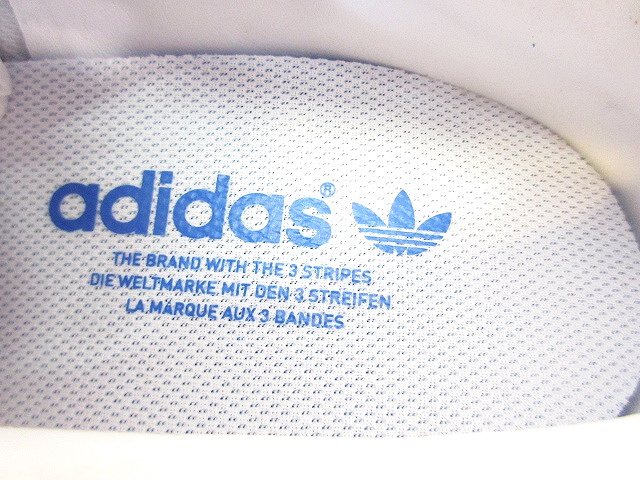 adidas®
THE BRAND WITH THE 3 STRIPES
DIE WELTMARKE MIT DEN 3 STREIFEN
LA MARQUE AUX 3 BANDES